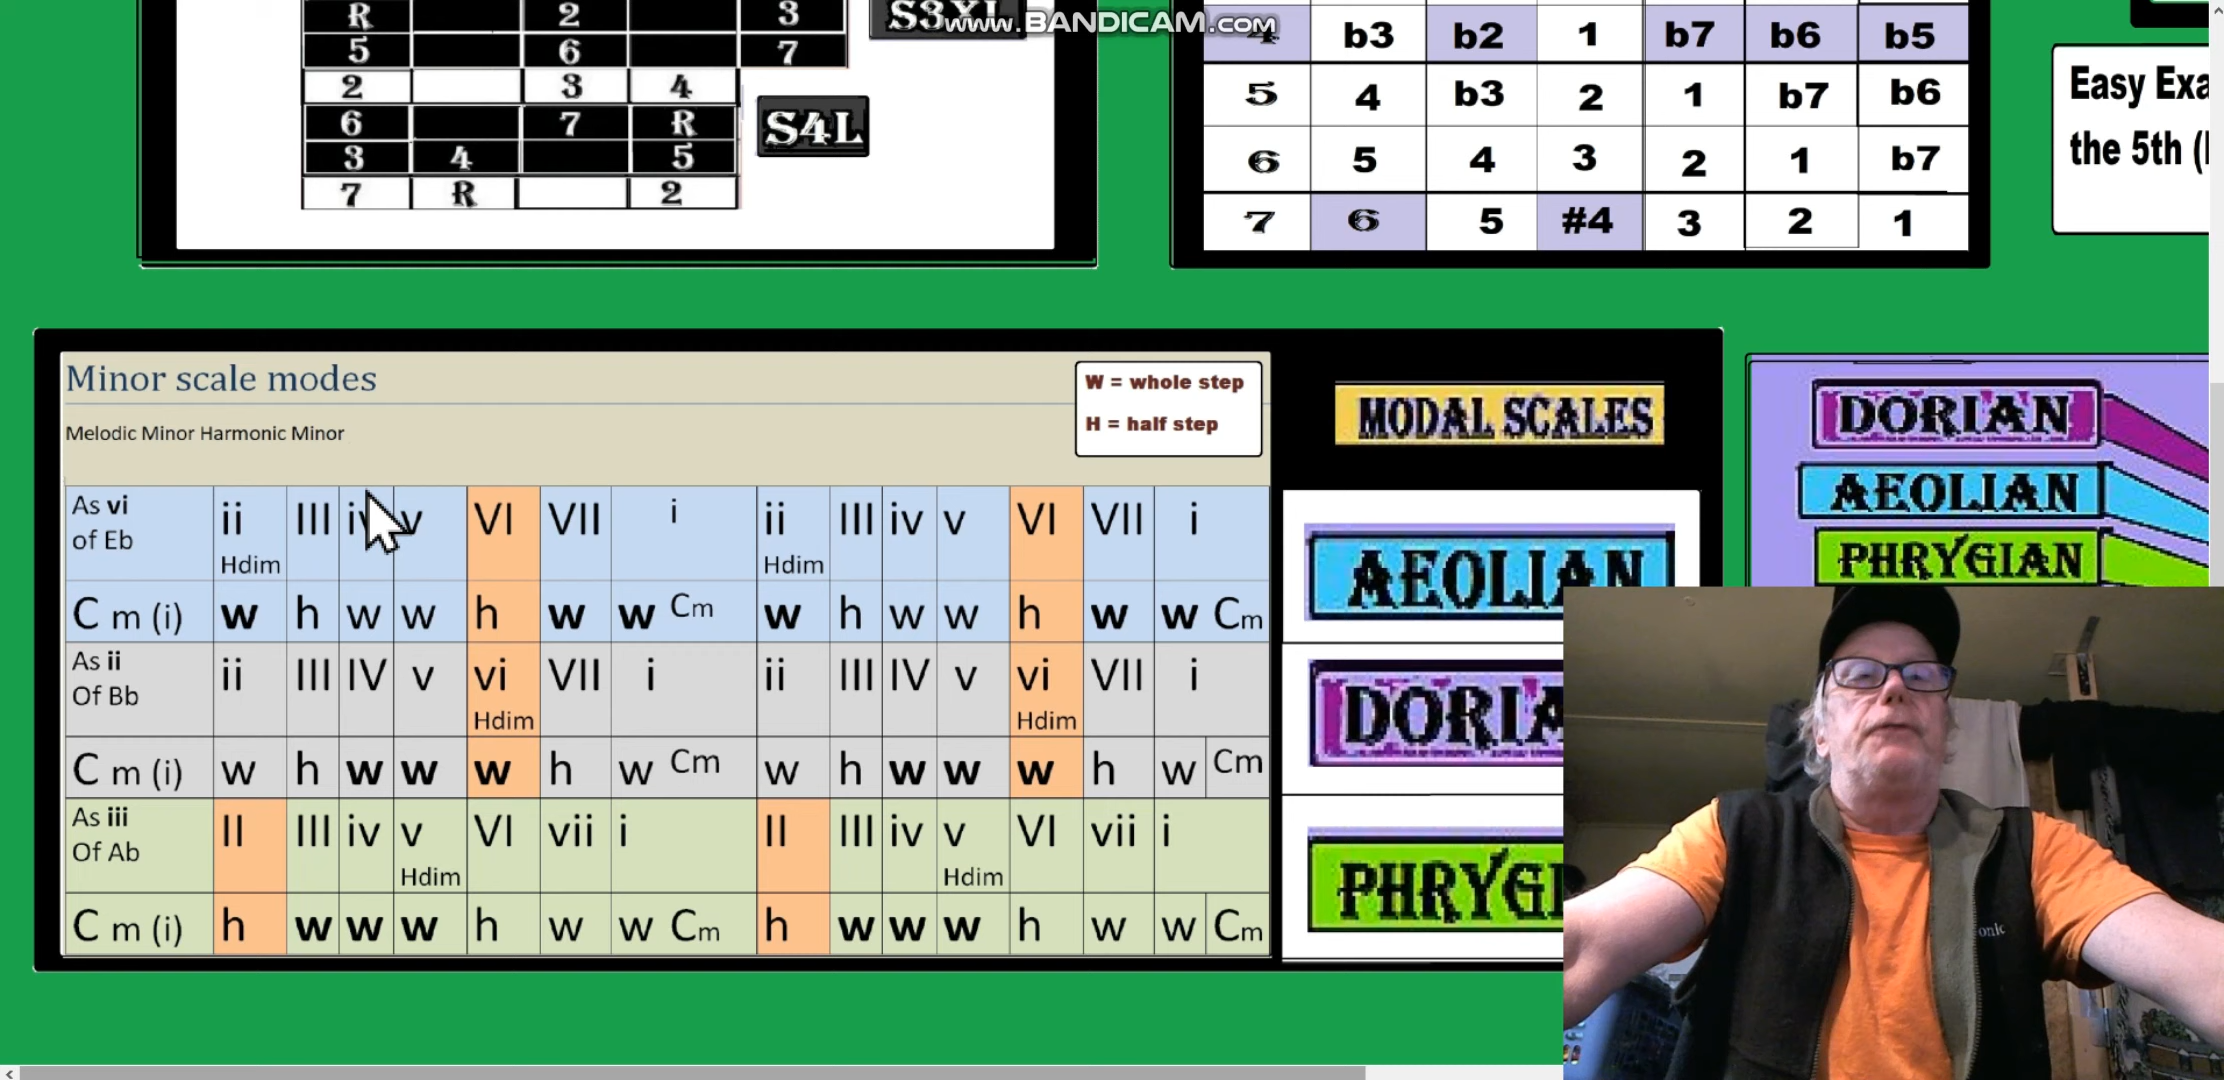 R 2 3
5 6 7
2 3 4
6 7 R
3 4 5
7 R 2
S3XL
S4L
www.BANDICAM.com
4 b3 b2 1 b7 b6 b5
5 4 b3 2 1 b7 b6
6 5 4 3 2 1 b7
7 6 5 #4 3 2 1
Easy Exa
the 5th (
Minor scale modes
Melodic Minor Harmonic Minor
W = whole step
H = half step
As vi
of Eb
ii III iv v VI VII i ii III iv v VI VII i
Hdim Hdim
C m (i) w h w w h w w Cm w h w w h w w Cm
As ii
Of Bb
ii III IV v vi VII i ii III IV v vi VII i
Hdim Hdim
C m (i) w h w w w h w Cm w h w w w h w Cm
As iii
Of Ab
II III iv v VI vii i II III iv v VI vii i
Hdim Hdim
C m (i) h w w w h w w Cm h w w w h w w Cm
MODAL SCALES
AEOLIAN
DORIA
PHRYGI
DORIAN
AEOLIAN
PHRYGIAN
onic